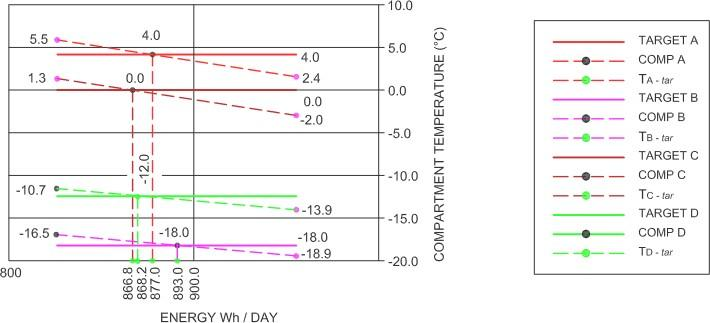 10.0
5.5
4.0
5.0
4.0
1.3
0.0
2.4
0.0
0.0
-2.0
-5.0
-12.0
-10.0
-10.7
-13.9
-15.0
-16.5
-18.0
-18.0
-18.9
-20.0
800
866.8
868.2
877.0
893.0
900.0
ENERGY Wh / DAY
COMPARTMENT TEMPERATURE (°C)
TARGET A
COMP A
TA - tar
TARGET B
COMP B
TB - tar
TARGET C
COMP C
TC - tar
TARGET D
COMP D
TD - tar